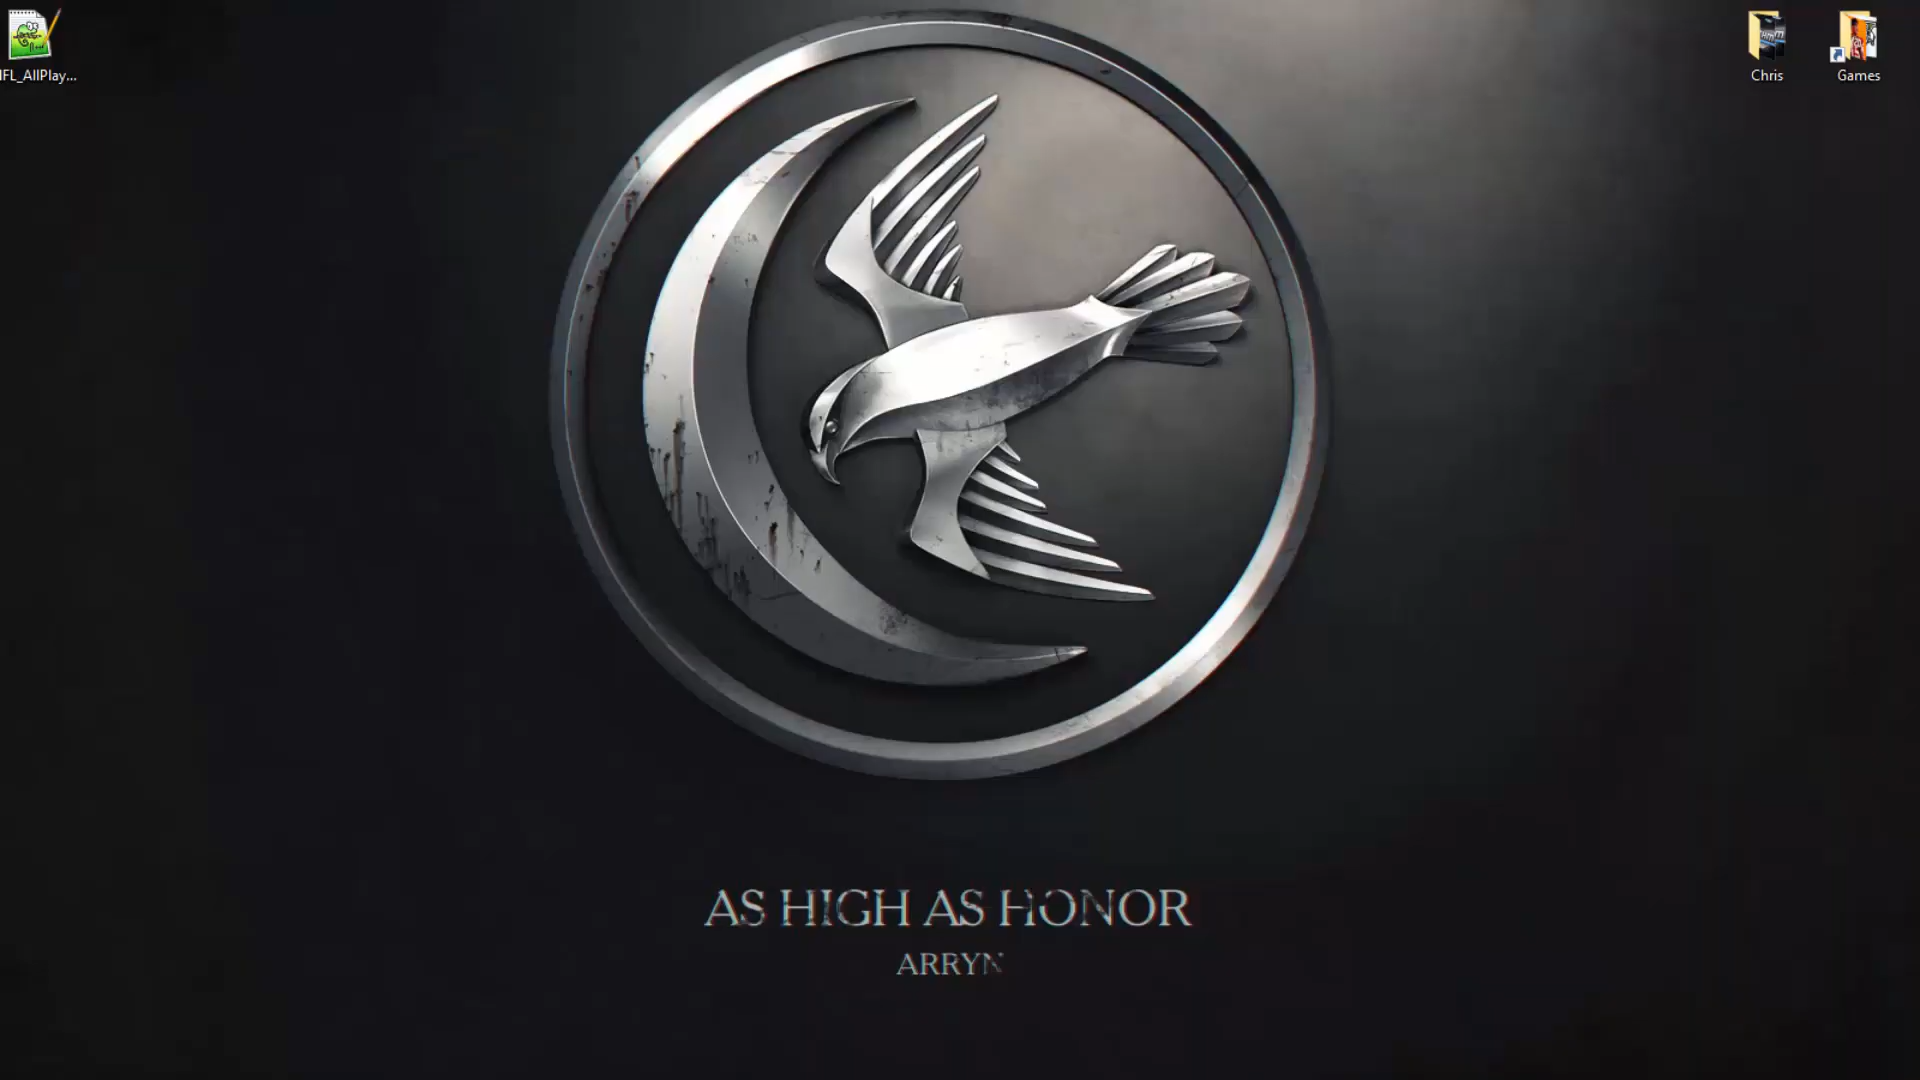 IFL_AllPlay...
Chris
Games
AS HIGH AS HONOR
ARRYN